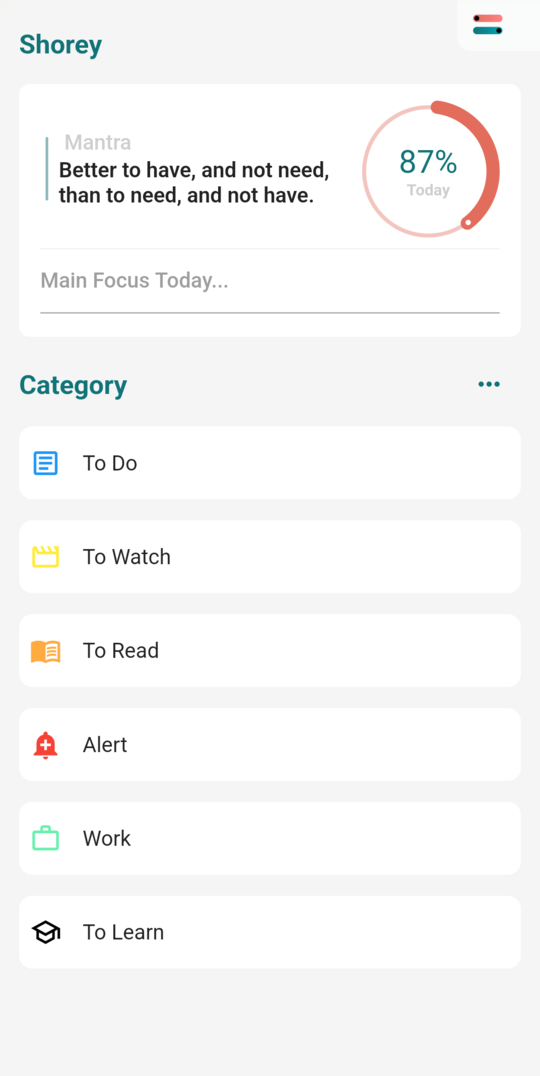 Shorey
Mantra
Better to have, and not need,
than to need, and not have.
87%
Today
Main Focus Today...
Category
To Do
To Watch
To Read
Alert
Work
To Learn